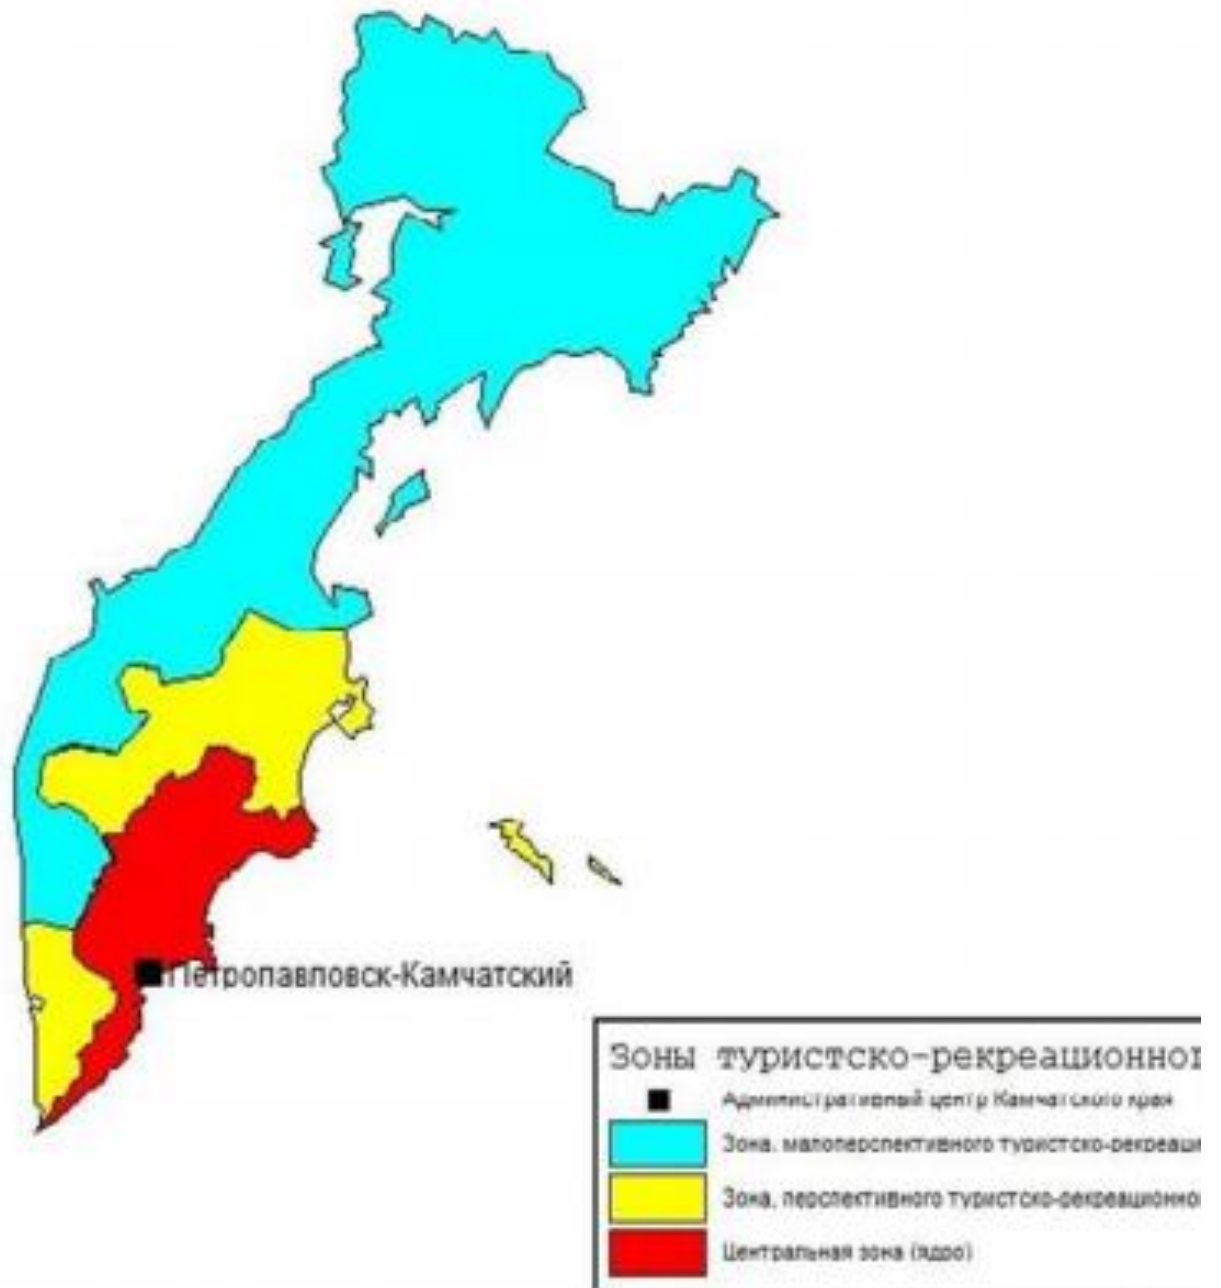 Петропавловск-Камчатский
Зоны туристско-рекреационног
Административный центр Камчатского края
Зона, малоперспективного туристско-рекреаци
Зона, перспективного туристско-рекреационно
Центральная зона (ядро)